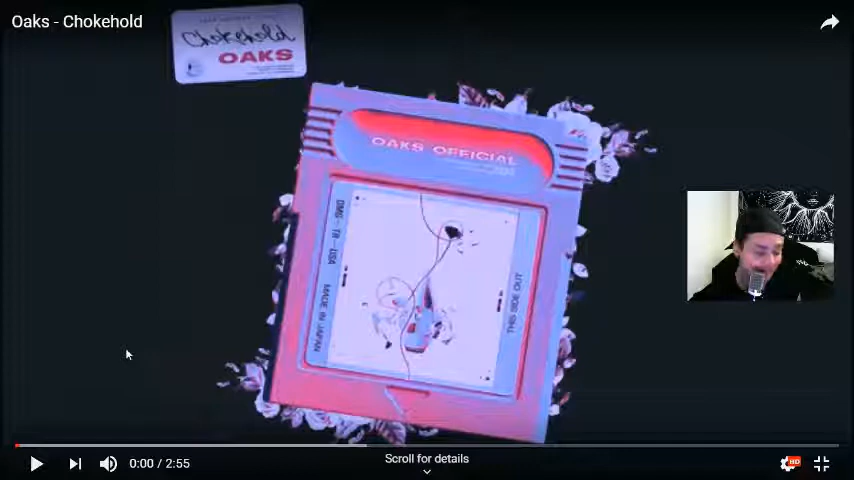 Oaks - Chokehold
Chokehold
OAKS
OAKS OFFICIAL
DMG - TR - USA
MADE IN JAPAN
THIS SIDE OUT
0:00 / 2:55
Scroll for details
HD